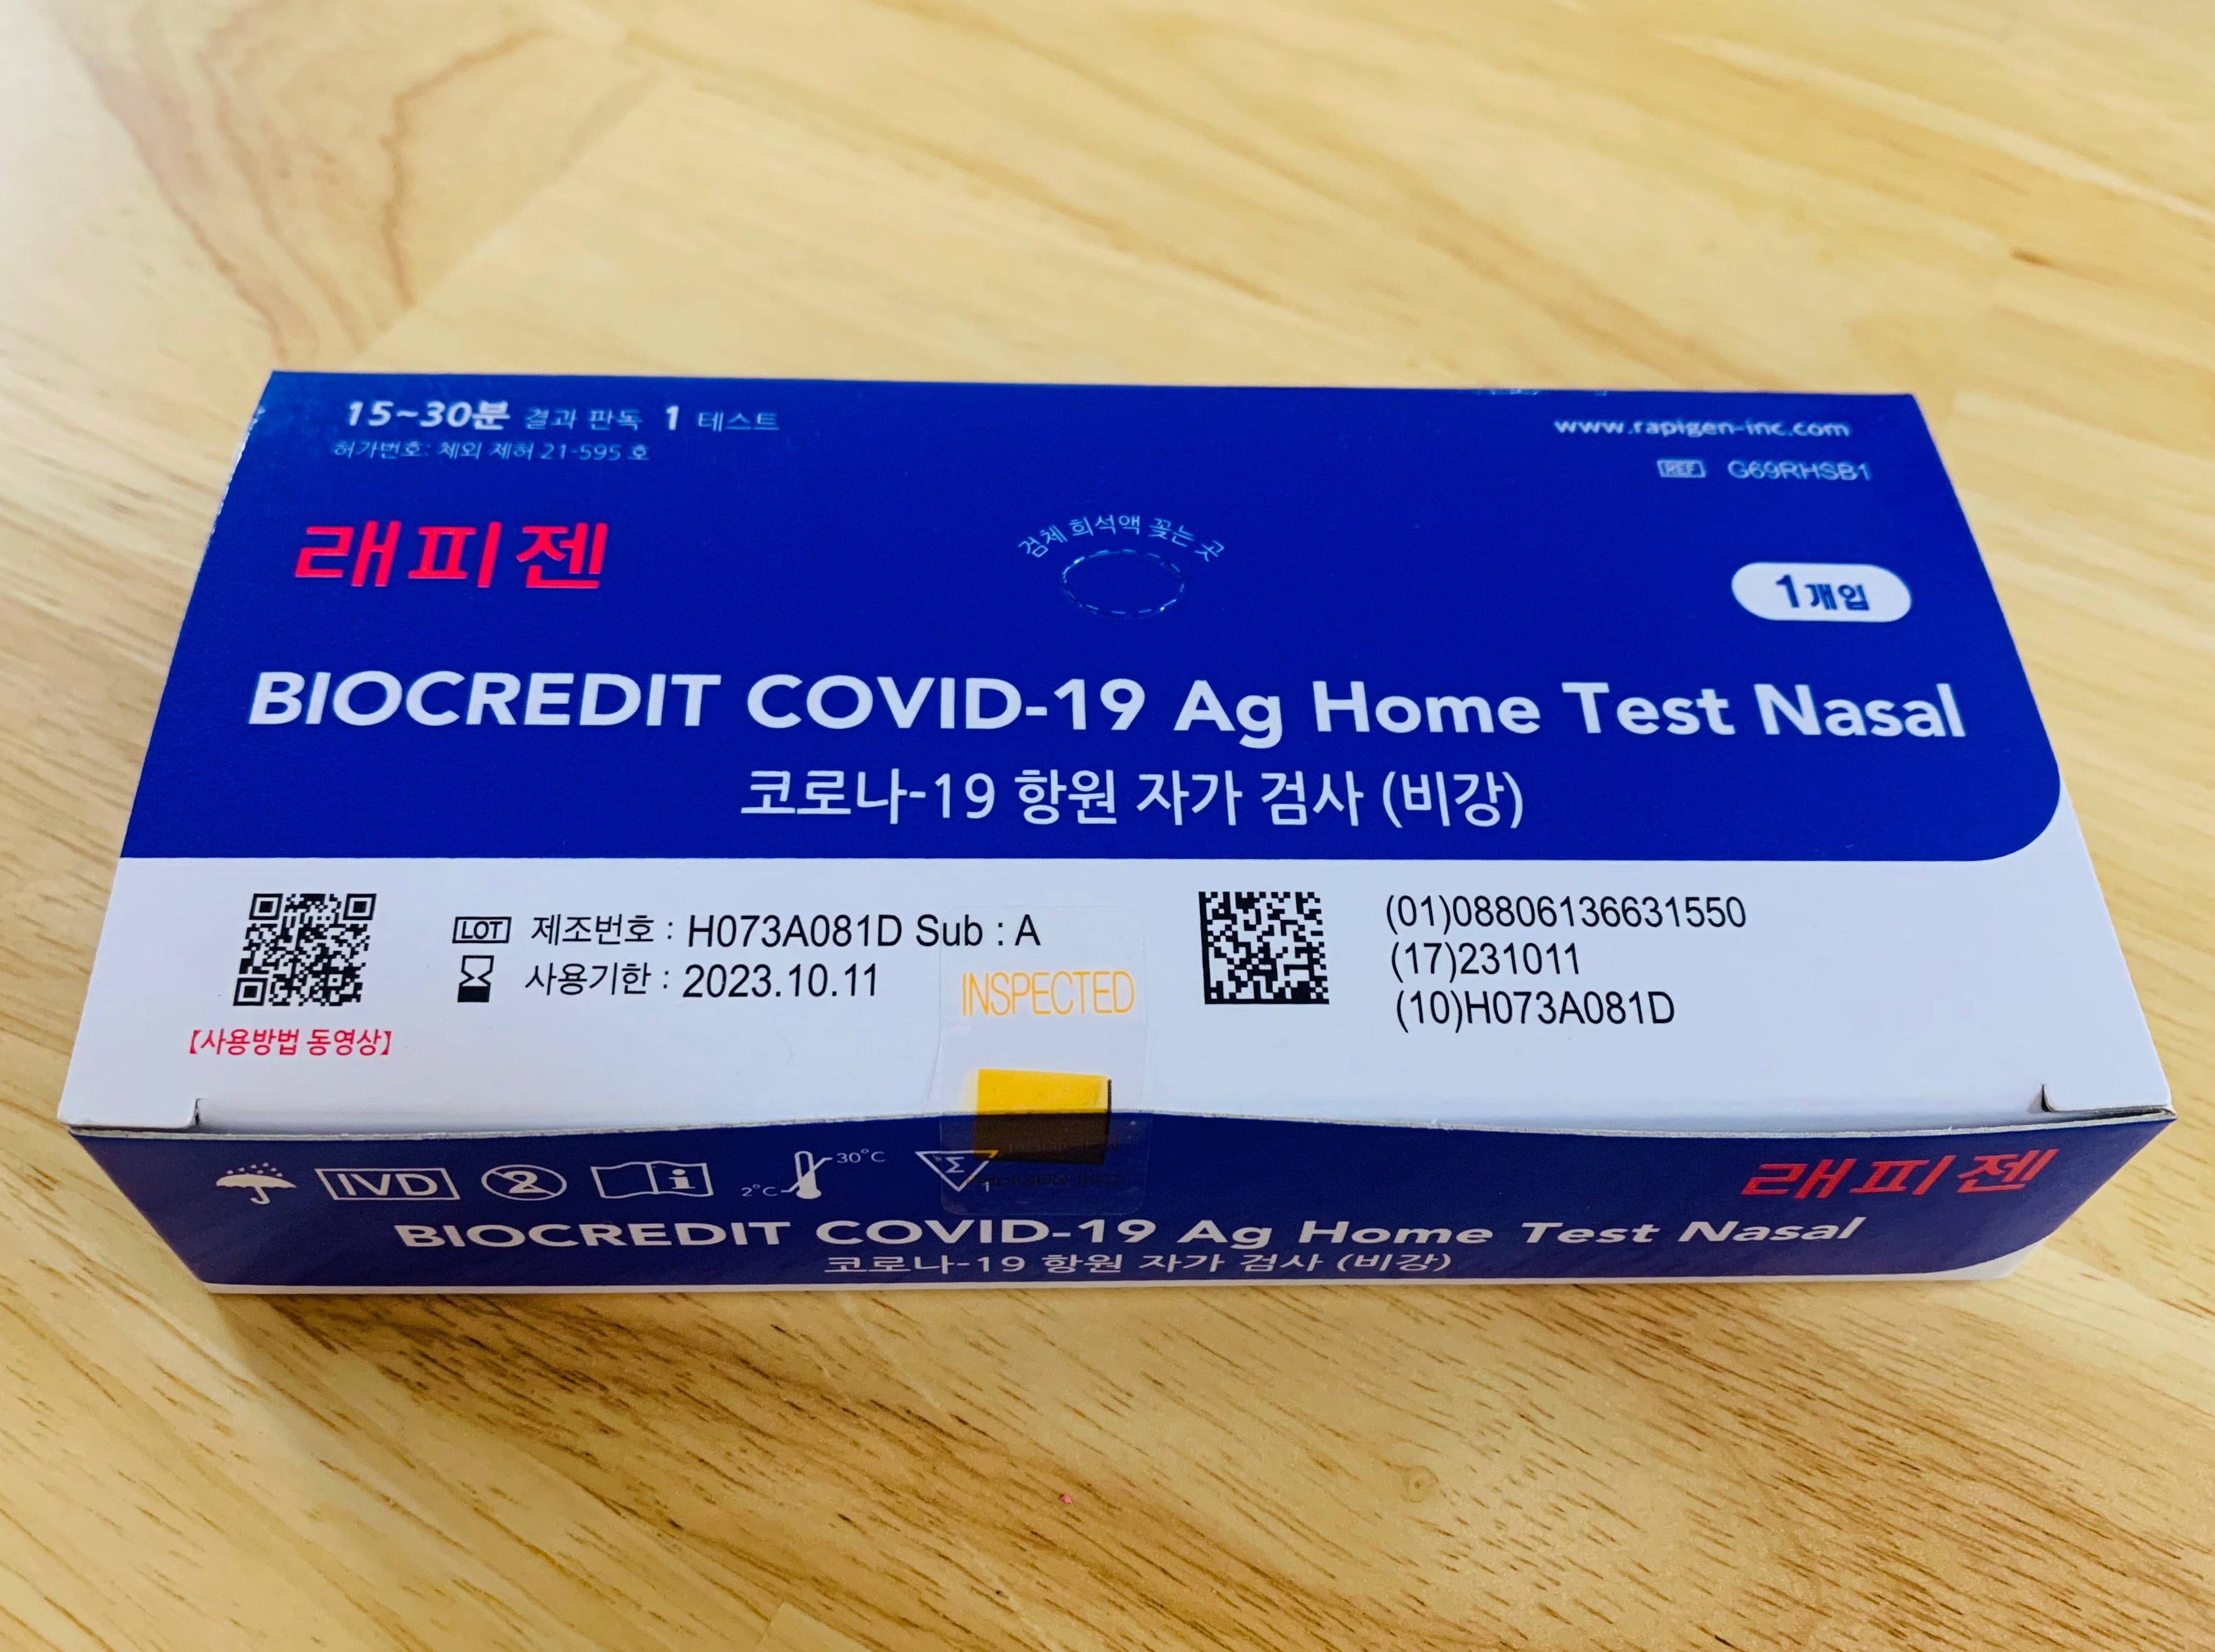 15~30분 결과 판독 1 테스트
허가번호: 체외 제허 21-595 호
www.rapigen-inc.com
REF G69RHSB1
래피젠
검체 희석액 꽂는 곳
1개입
BIOCREDIT COVID-19 Ag Home Test Nasal
코로나-19 항원 자가 검사 (비강)
LOT 제조번호 : H073A081D Sub : A
사용기한 : 2023.10.11
INSPECTED
(01)08806136631550
(17)231011
(10)H073A081D
【사용방법 동영상】
IVD 2 i 2°C 30°C Σ 1
래피젠
BIOCREDIT COVID-19 Ag Home Test Nasal
코로나-19 항원 자가 검사 (비강)